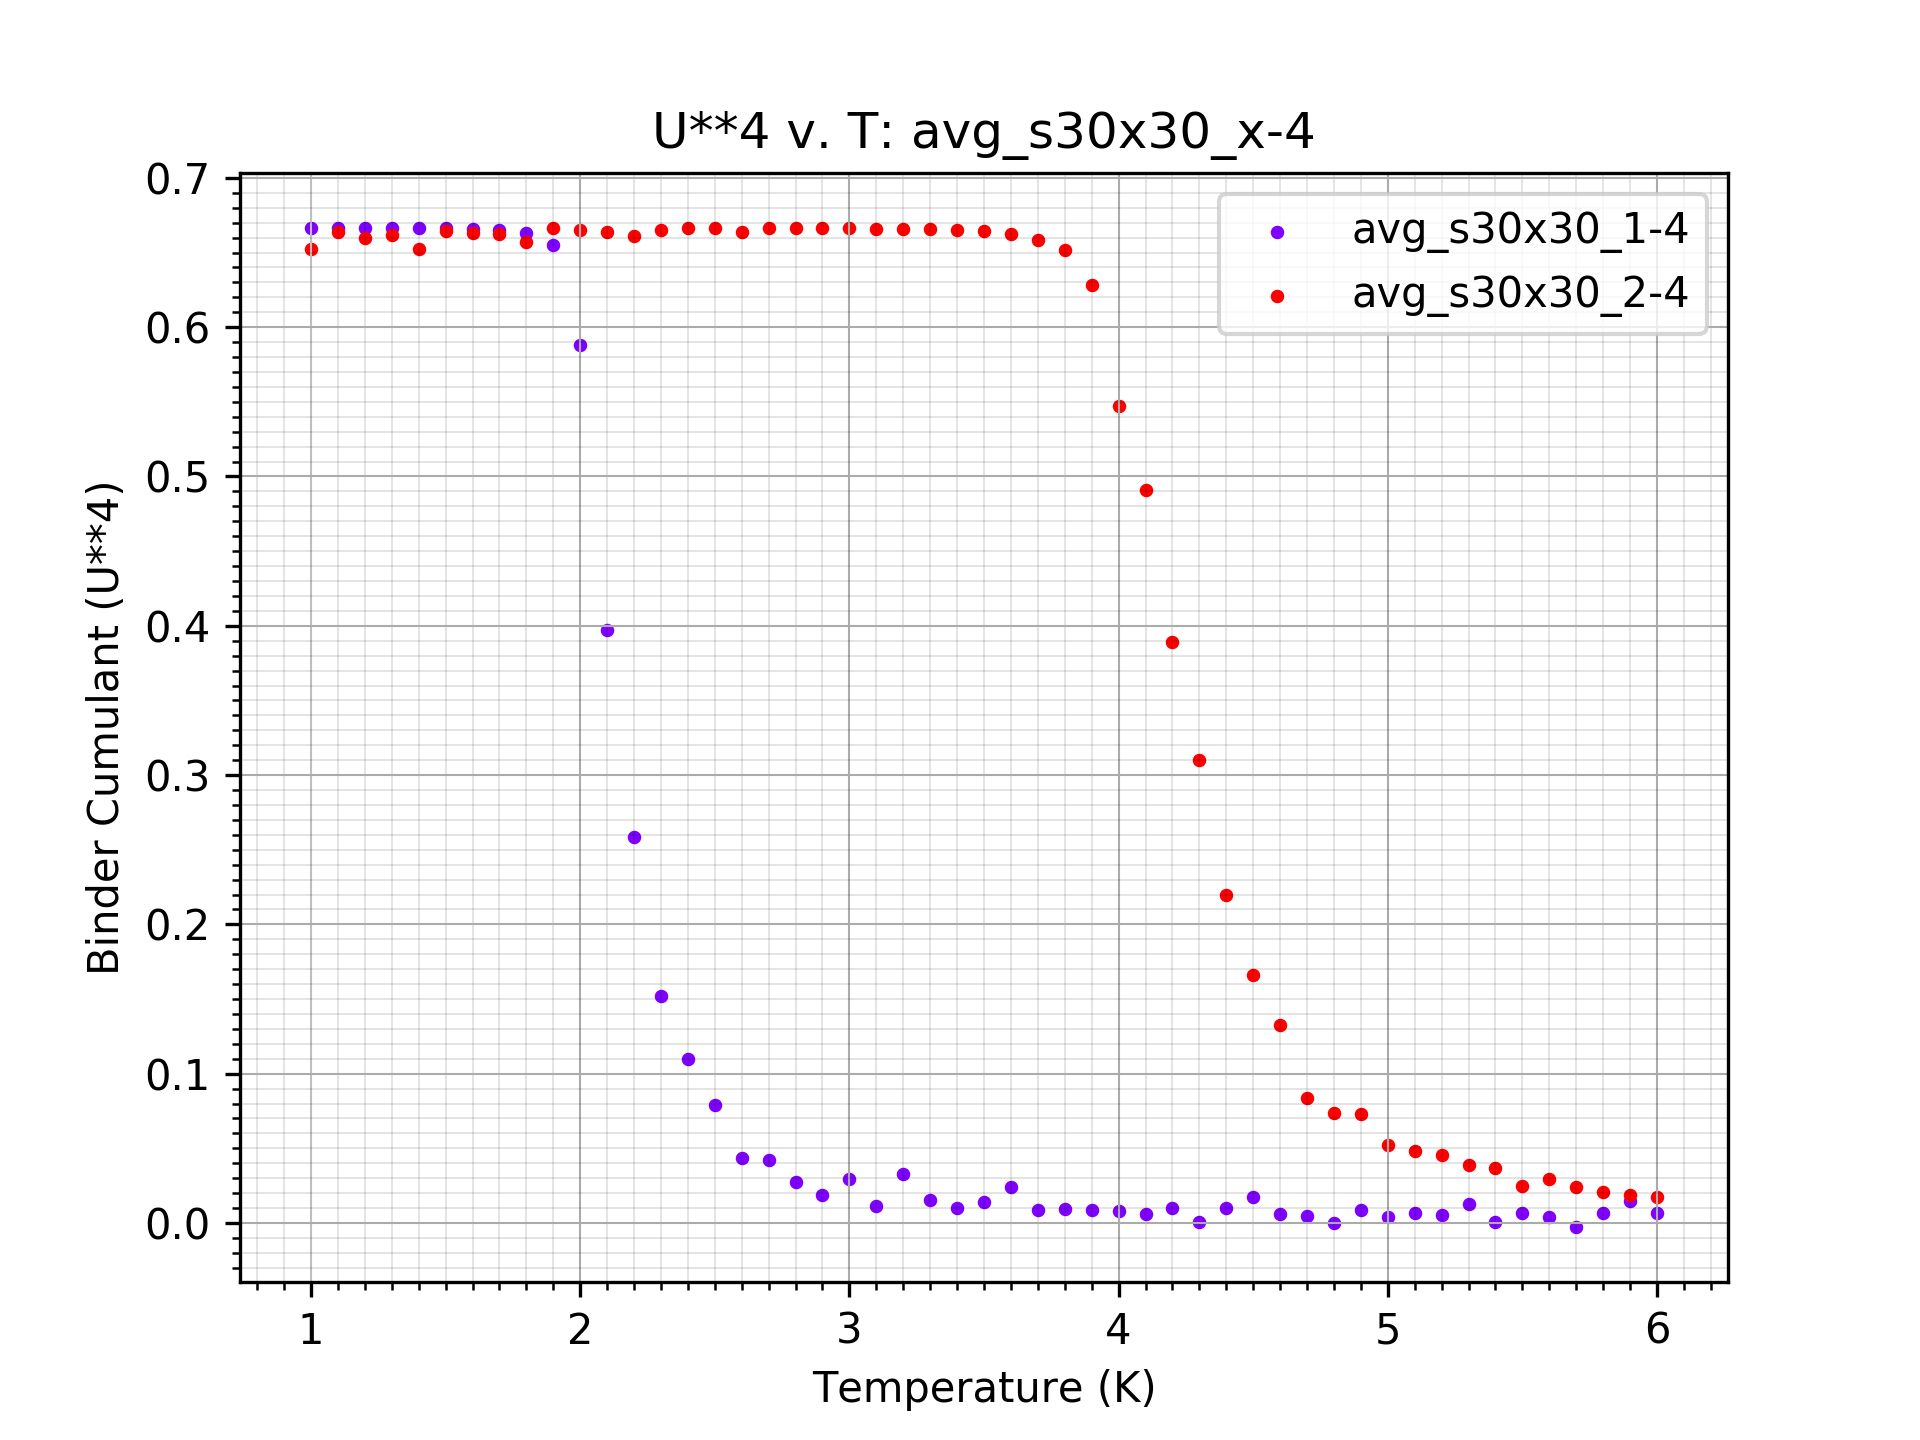 U**4 v. T: avg_s30x30_x-4
avg_s30x30_1-4
avg_s30x30_2-4
Binder Cumulant (U**4)
0.7
0.6
0.5
0.4
0.3
0.2
0.1
0.0
1 2 3 4 5 6
Temperature (K)